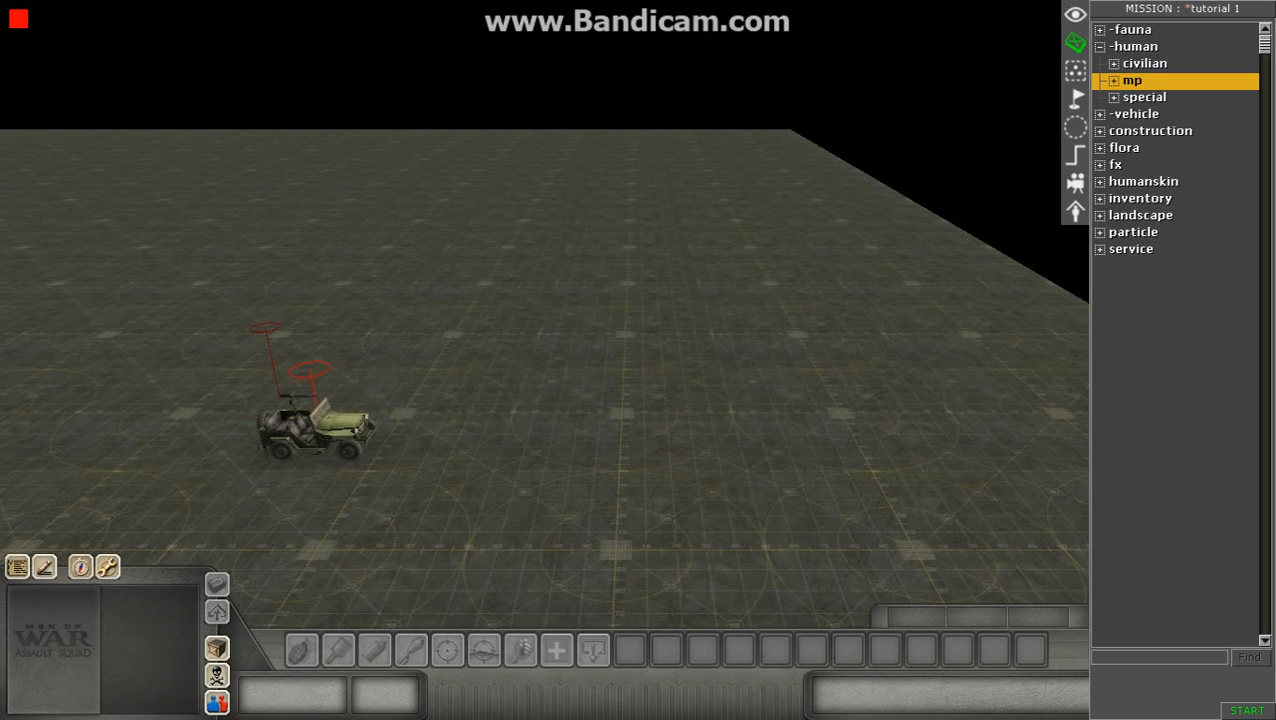 www.Bandicam.com
MISSION : *tutorial 1
-fauna
-human
civilian
mp
special
-vehicle
construction
flora
fx
humanskin
inventory
landscape
particle
service
MEN OF
WAR
ASSAULT SQUAD
Find
START